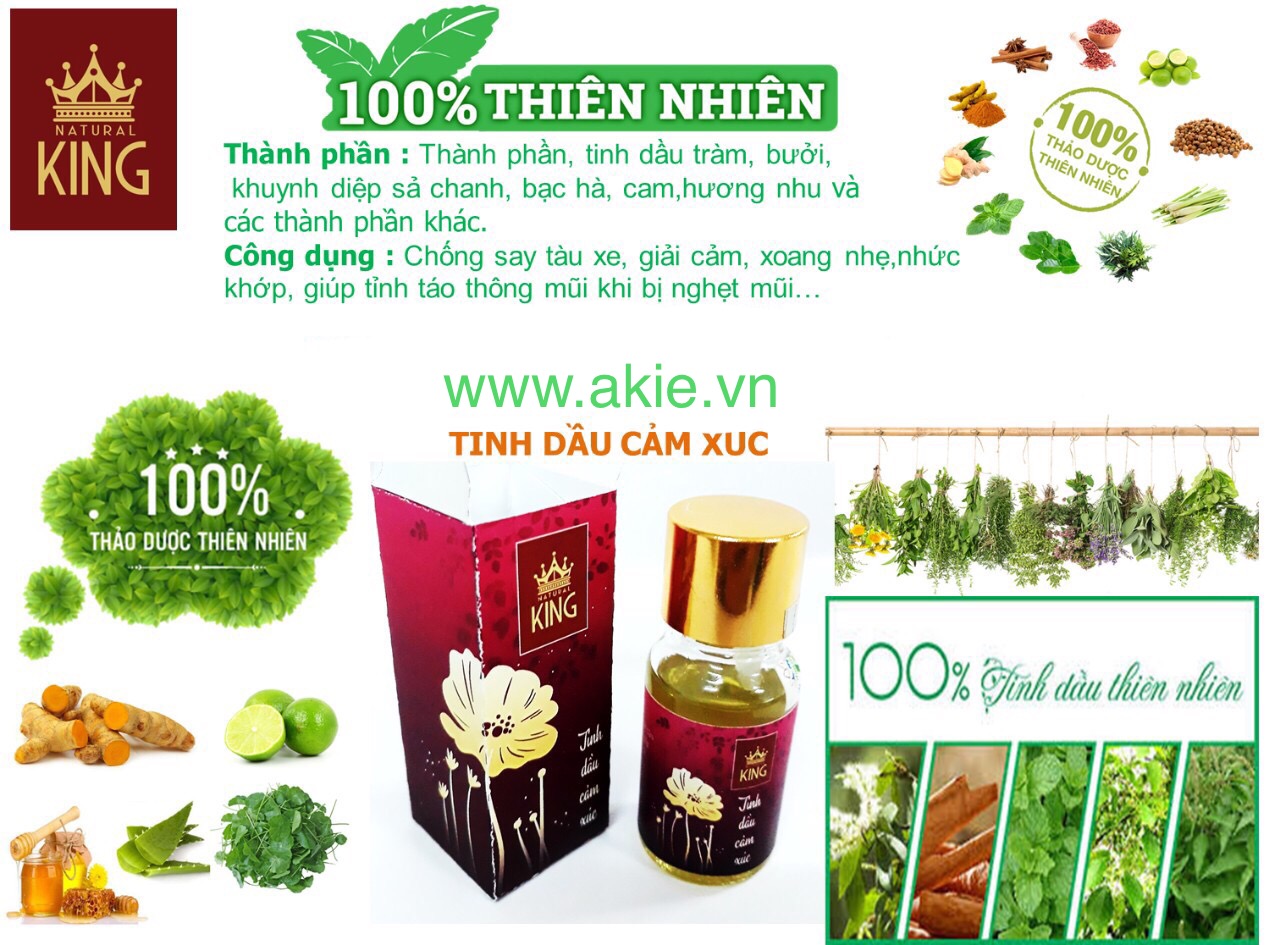 NATURAL
KING
100% THIÊN NHIÊN
Thành phần : Thành phần, tinh dầu tràm, bưởi,
khuynh diệp sả chanh, bạc hà, cam,hương nhu và
các thành phần khác.
Công dụng : Chống say tàu xe, giải cảm, xoang nhẹ,nhức
khớp, giúp tỉnh táo thông mũi khi bị nghẹt mũi...
100%
THẢO DƯỢC
THIÊN NHIÊN
www.akie.vn
TINH DẦU CẢM XUC
100%
THẢO DƯỢC THIÊN NHIÊN
NATURAL
KING
Tinh
dầu
cảm
xúc
KING
Tinh
dầu
cảm
xúc
100% Tinh dầu thiên nhiên